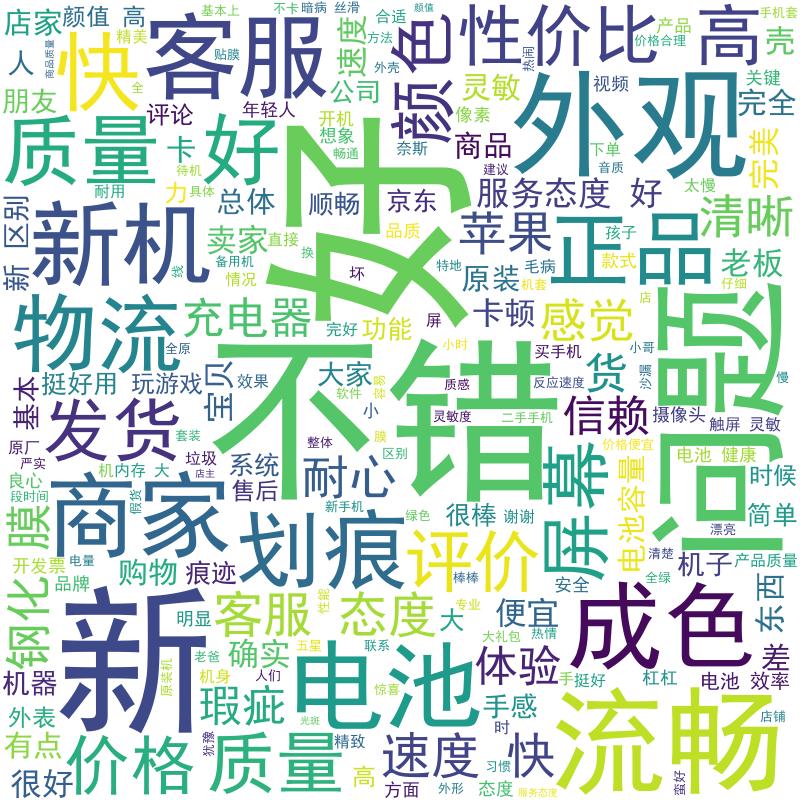 店家
颜值 高
基本上
不卡
暗病
丝滑
合适
颜值
产品
手机套
人
精美
商品质量
快
客服
速度
方法
颜色
热闹
性价比 高
价格合理
壳
朋友
全
贴膜
外壳
公司
灵敏
视频
关键
完全
评论
年轻人
质量 好
卡
开机
想象
畅通
奈斯
像素
商品
建议
外观
下单
音质
完美
耐用
力
待机
具体
总体
顺畅
京东
服务态度 好
太慢
新 区别
新机
卖家
直接
换
好
品质
苹果
正品
孩子
清晰
线
备用机
情况
坏
特地
原装
毛病
机套
款式
店
老板
仔细
物流
充电器
完好
功能
屏
卡顿
感觉
问题
全原
小时
买手机
小哥
基本
挺好用
玩游戏
宝贝
效果
大家
软件
嘻嘻
质感
反应速度
货
沙漏
慢
发货
小
不错
灵敏度
二手手机
信赖
摄像头
触屏 灵敏
原厂
严实
套装
整体
膜
区别
价格便宜
良心
段时间
机内存 大
垃圾
店主
系统
售后
耐心
屏幕
电池容量
电池 健康
时候
膜
商家
假货
新手机
划痕
绿色
很棒
谢谢
评价
清楚
漂亮
简单
开发票
品牌
电量
购物
痕迹
性能
棒棒
安全
全绿
机子
产品质量
钢化
新
明显
客服 态度
专业
大
便宜
东西
老爸
确实
五星
联系
大礼包
热情
成色
机器
原装机
机身
人们
电池
体验
手
挺好
杠杠
电池 效率
差
外表
瑕疵
惊喜
手感
流畅
店铺
有点
犹豫
光斑
时
很好
价格
质量
精致
高
速度 快
方面
外形
态度
习惯
服务态度
蛮好